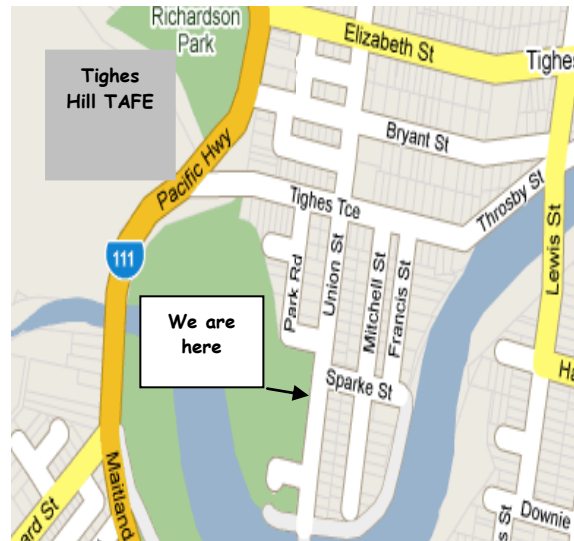 Richardson
Park
Elizabeth St
Tighes
Tighes
Hill TAFE
Bryant St
Pacific Hwy
Tighes Tce
Throsby St
111
Lewis St
Park Rd
Union St
Mitchell St
Francis St
We are
here
Sparke St
Ha
Maitland
ard St
Downie
s St